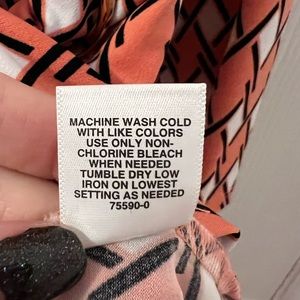 MACHINE WASH COLD
WITH LIKE COLORS
USE ONLY NON-
CHLORINE BLEACH
WHEN NEEDED
TUMBLE DRY LOW
IRON ON LOWEST
SETTING AS NEEDED
75590-0